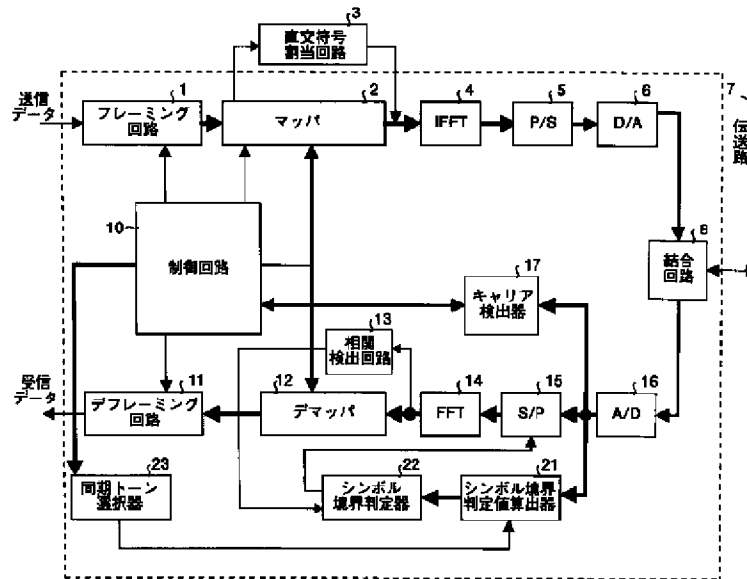 3
直交符号
割当回路
送信
データ
1
フレーミング
回路
2
マッパ
4
IFFT
5
P/S
6
D/A
7
伝送路
8
結合
回路
10
制御回路
17
キャリア
検出器
13
相関
検出回路
受信
データ
11
デフレーミング
回路
12
デマッパ
14
FFT
15
S/P
16
A/D
23
同期トーン
選択器
22
シンボル
境界判定器
21
シンボル境界
判定値算出器